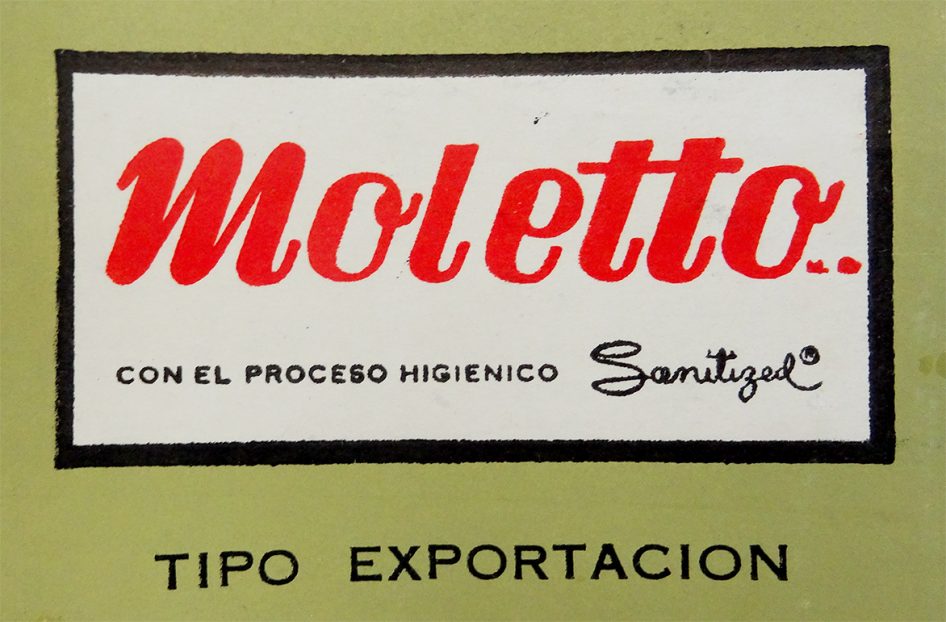 Moletto..
CON EL PROCESO HIGIENICO Sanitized®
TIPO EXPORTACION